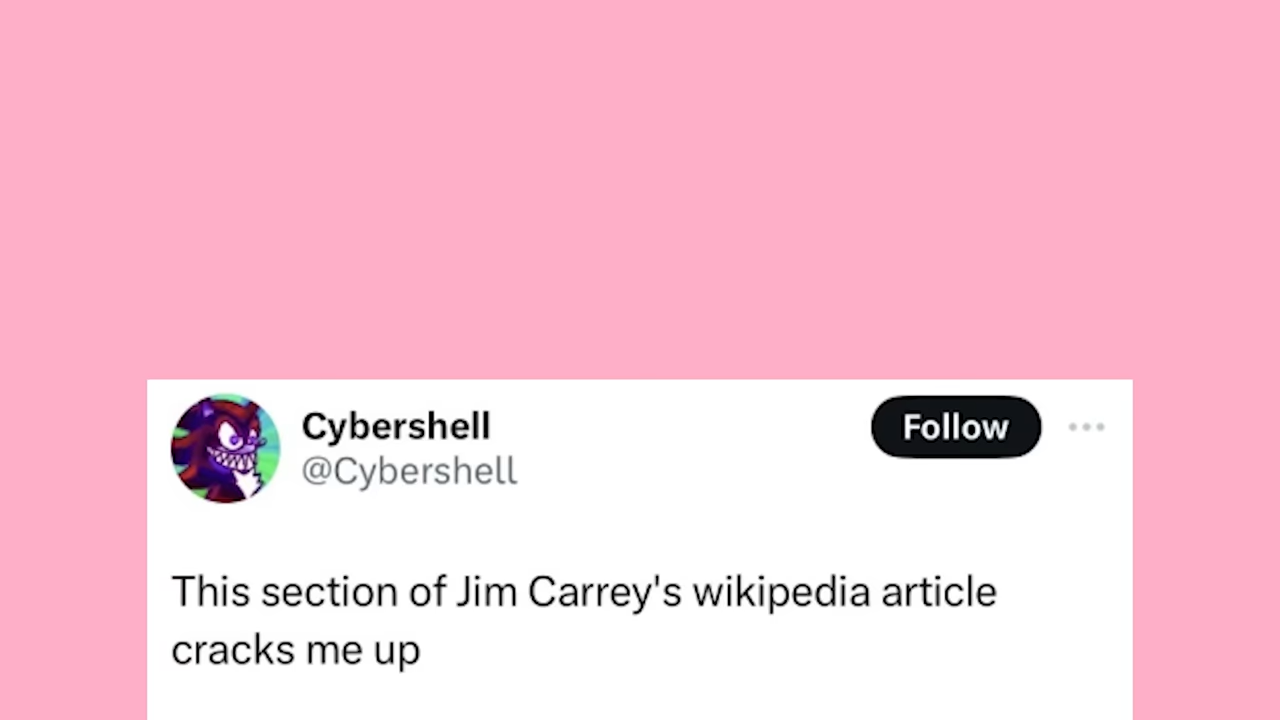 Cybershell
Follow
@Cybershell
This section of Jim Carrey's wikipedia article
cracks me up